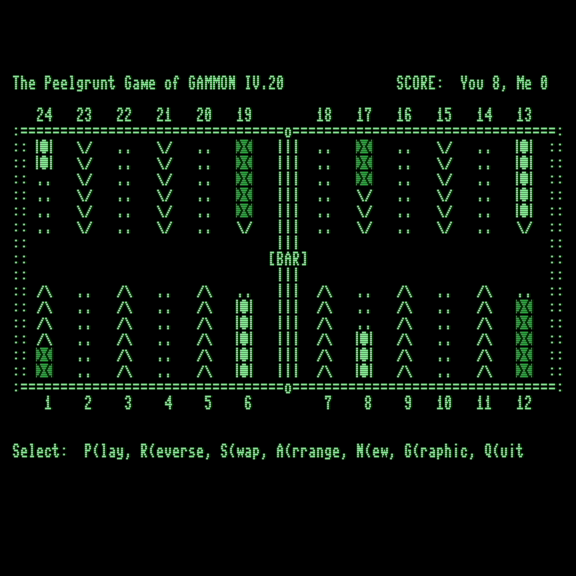 The Peelgrunt Game of GAMMON IV.20 SCORE: You 8, Me 0
24 23 22 21 20 19 18 17 16 15 14 13
[BAR]
1 2 3 4 5 6 7 8 9 10 11 12
Select: P(lay, R(everse, S(wap, A(rrange, N(ew, G(raphic, Q(uit